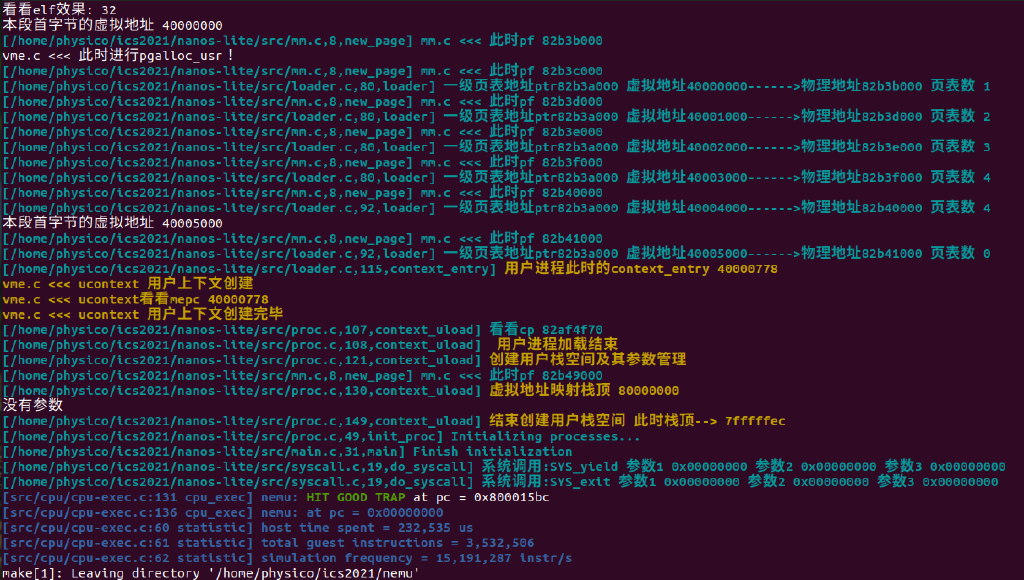 看看elf效果: 32
本段首字节的虚拟地址 40000000
[/home/physico/ics2021/nanos-lite/src/mm.c,8,new_page] mm.c <<< 此时pf 82b3b000
vme.c <<< 此时进行pgalloc_usr！
[/home/physico/ics2021/nanos-lite/src/mm.c,8,new_page] mm.c <<< 此时pf 82b3c000
[/home/physico/ics2021/nanos-lite/src/loader.c,80,loader] 一级页表地址ptr82b3a000 虚拟地址40000000------>物理地址82b3b000 页表数 1
[/home/physico/ics2021/nanos-lite/src/mm.c,8,new_page] mm.c <<< 此时pf 82b3d000
[/home/physico/ics2021/nanos-lite/src/loader.c,80,loader] 一级页表地址ptr82b3a000 虚拟地址40001000------>物理地址82b3d000 页表数 2
[/home/physico/ics2021/nanos-lite/src/mm.c,8,new_page] mm.c <<< 此时pf 82b3e000
[/home/physico/ics2021/nanos-lite/src/loader.c,80,loader] 一级页表地址ptr82b3a000 虚拟地址40002000------>物理地址82b3e000 页表数 3
[/home/physico/ics2021/nanos-lite/src/mm.c,8,new_page] mm.c <<< 此时pf 82b3f000
[/home/physico/ics2021/nanos-lite/src/loader.c,80,loader] 一级页表地址ptr82b3a000 虚拟地址40003000------>物理地址82b3f000 页表数 4
[/home/physico/ics2021/nanos-lite/src/mm.c,8,new_page] mm.c <<< 此时pf 82b40000
[/home/physico/ics2021/nanos-lite/src/loader.c,92,loader] 一级页表地址ptr82b3a000 虚拟地址40004000------>物理地址82b40000 页表数 4
本段首字节的虚拟地址 40005000
[/home/physico/ics2021/nanos-lite/src/mm.c,8,new_page] mm.c <<< 此时pf 82b41000
[/home/physico/ics2021/nanos-lite/src/loader.c,92,loader] 一级页表地址ptr82b3a000 虚拟地址40005000------>物理地址82b41000 页表数 0
[/home/physico/ics2021/nanos-lite/src/loader.c,115,context_entry] 用户进程此时的context_entry 40000778
vme.c <<< ucontext 用户上下文创建
vme.c <<< ucontext看看mepc 40000778
vme.c <<< ucontext 用户上下文创建完毕
[/home/physico/ics2021/nanos-lite/src/proc.c,107,context_uload] 看看cp 82af4f70
[/home/physico/ics2021/nanos-lite/src/proc.c,108,context_uload]  用户进程加载结束
[/home/physico/ics2021/nanos-lite/src/proc.c,121,context_uload] 创建用户栈空间及其参数管理
[/home/physico/ics2021/nanos-lite/src/mm.c,8,new_page] mm.c <<< 此时pf 82b49000
[/home/physico/ics2021/nanos-lite/src/proc.c,130,context_uload] 虚拟地址映射栈顶 80000000
没有参数
[/home/physico/ics2021/nanos-lite/src/proc.c,149,context_uload] 结束创建用户栈空间 此时栈顶--> 7fffffec
[/home/physico/ics2021/nanos-lite/src/proc.c,49,init_proc] Initializing processes...
[/home/physico/ics2021/nanos-lite/src/main.c,31,main] Finish initialization
[/home/physico/ics2021/nanos-lite/src/syscall.c,19,do_syscall] 系统调用:SYS_yield 参数1 0x00000000 参数2 0x00000000 参数3 0x00000000
[/home/physico/ics2021/nanos-lite/src/syscall.c,19,do_syscall] 系统调用:SYS_exit 参数1 0x00000000 参数2 0x00000000 参数3 0x00000000
[src/cpu/cpu-exec.c:131 cpu_exec] nemu: HIT GOOD TRAP at pc = 0x800015bc
[src/cpu/cpu-exec.c:136 cpu_exec] nemu: at pc = 0x00000000
[src/cpu/cpu-exec.c:60 statistic] host time spent = 232,535 us
[src/cpu/cpu-exec.c:61 statistic] total guest instructions = 3,532,506
[src/cpu/cpu-exec.c:62 statistic] simulation frequency = 15,191,287 instr/s
make[1]: Leaving directory '/home/physico/ics2021/nemu'